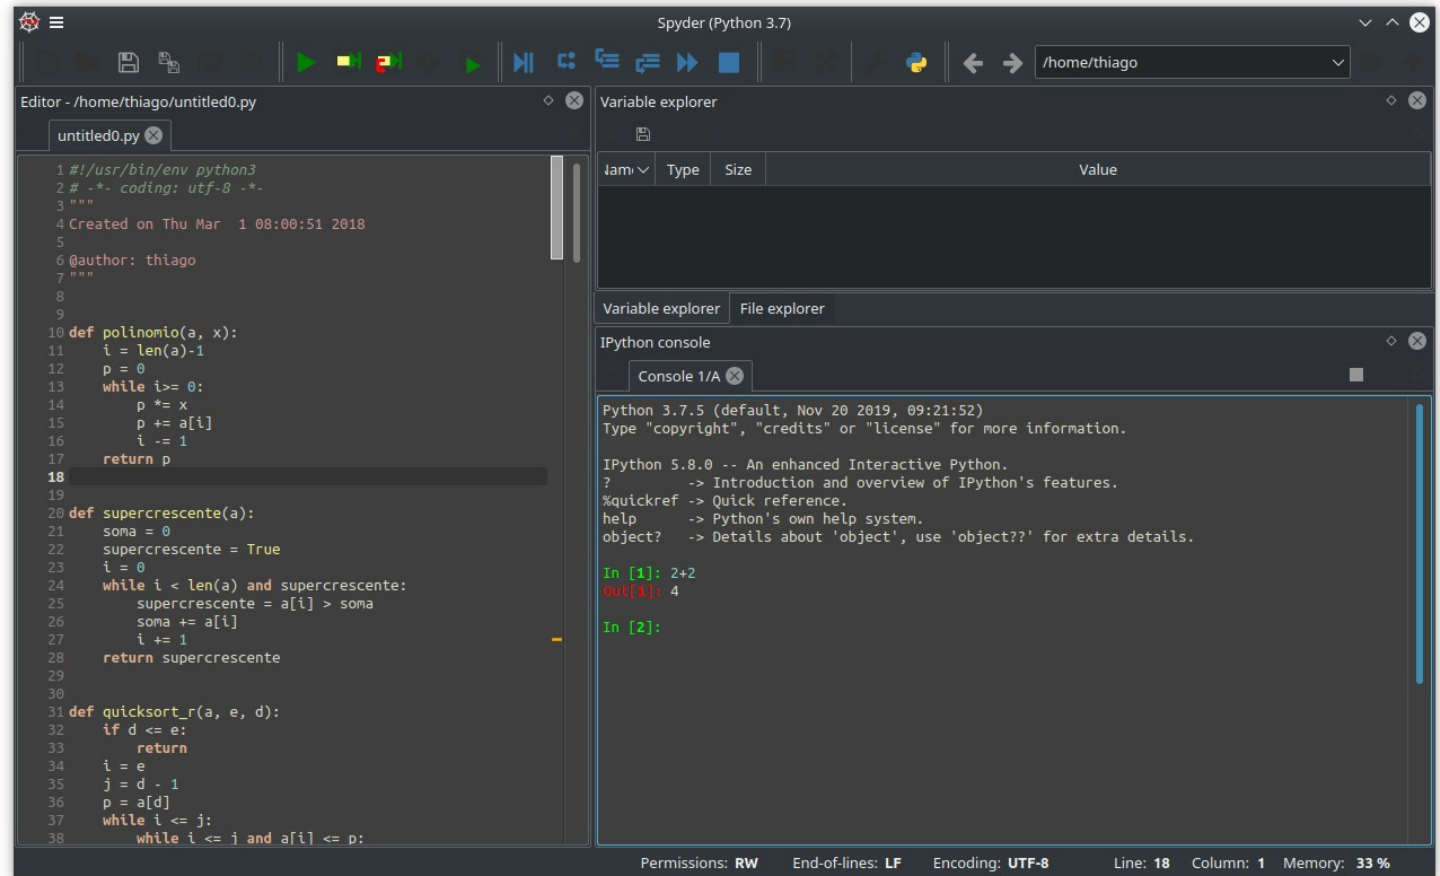 Spyder (Python 3.7)
/home/thiago
Editor - /home/thiago/untitled0.py
untitled0.py
1 #!/usr/bin/env python3
2 # -*- coding: utf-8 -*-
3 """
4 Created on Thu Mar  1 08:00:51 2018
5
6 @author: thiago
7 """
8
9
10 def polinomio(a, x):
11     i = len(a)-1
12     p = 0
13     while i>= 0:
14         p *= x
15         p += a[i]
16         i -= 1
17     return p
18
19
20 def supercrescente(a):
21     soma = 0
22     supercrescente = True
23     i = 0
24     while i < len(a) and supercrescente:
25         supercrescente = a[i] > soma
26         soma += a[i]
27         i += 1
28     return supercrescente
29
30
31 def quicksort_r(a, e, d):
32     if d <= e:
33         return
34     i = e
35     j = d - 1
36     p = a[d]
37     while i <= j:
38         while i <= j and a[i] <= p:
Variable explorer
Type Size Value
Variable explorer File explorer
IPython console
Console 1/A
Python 3.7.5 (default, Nov 20 2019, 09:21:52)
Type "copyright", "credits" or "license" for more information.
IPython 5.8.0 -- An enhanced Interactive Python.
?         -> Introduction and overview of IPython's features.
%quickref -> Quick reference.
help      -> Python's own help system.
object?   -> Details about 'object', use 'object??' for extra details.
In [1]: 2+2
Out[1]: 4
In [2]:
Permissions: RW End-of-lines: LF Encoding: UTF-8 Line: 18 Column: 1 Memory: 33 %